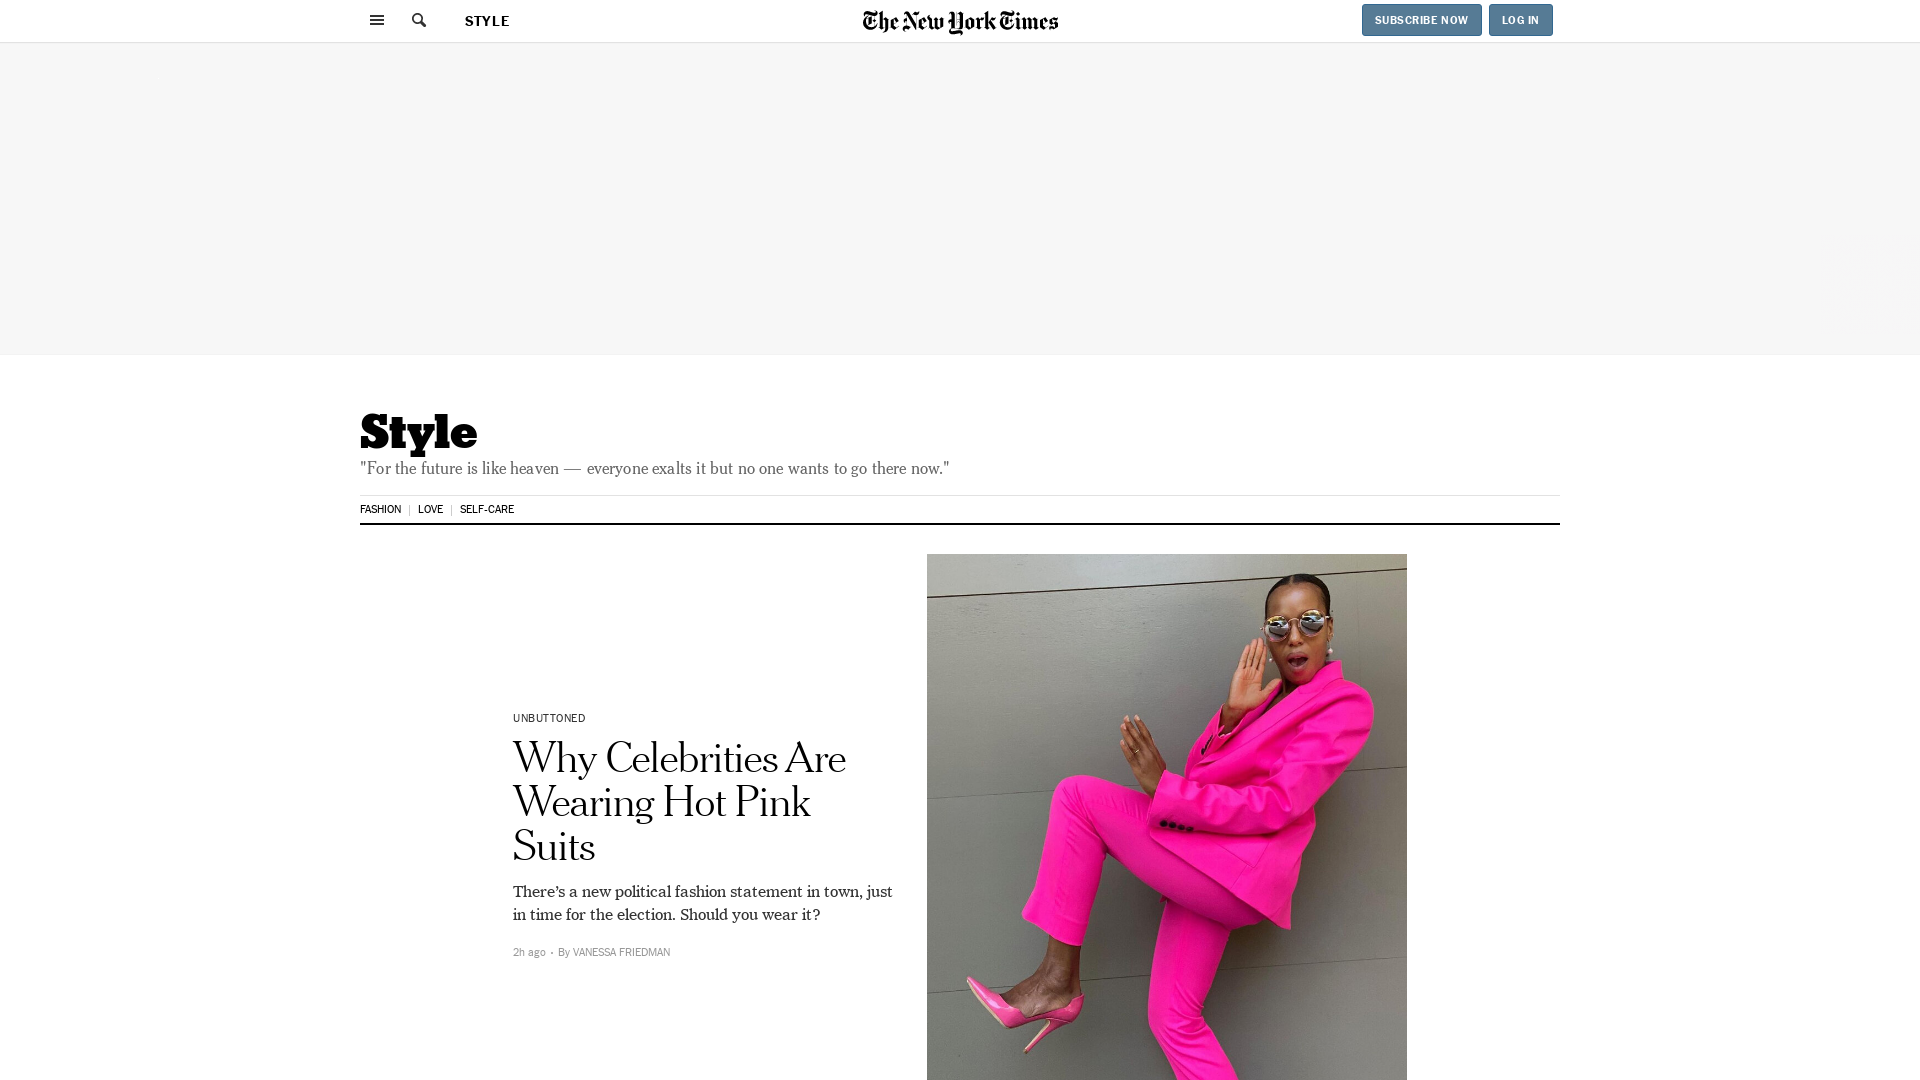 STYLE
The New York Times
SUBSCRIBE NOW
LOG IN
Style
"For the future is like heaven — everyone exalts it but no one wants to go there now."
FASHION | LOVE | SELF-CARE
UNBUTTONED
Why Celebrities Are
Wearing Hot Pink
Suits
There’s a new political fashion statement in town, just
in time for the election. Should you wear it?
2h ago • By VANESSA FRIEDMAN